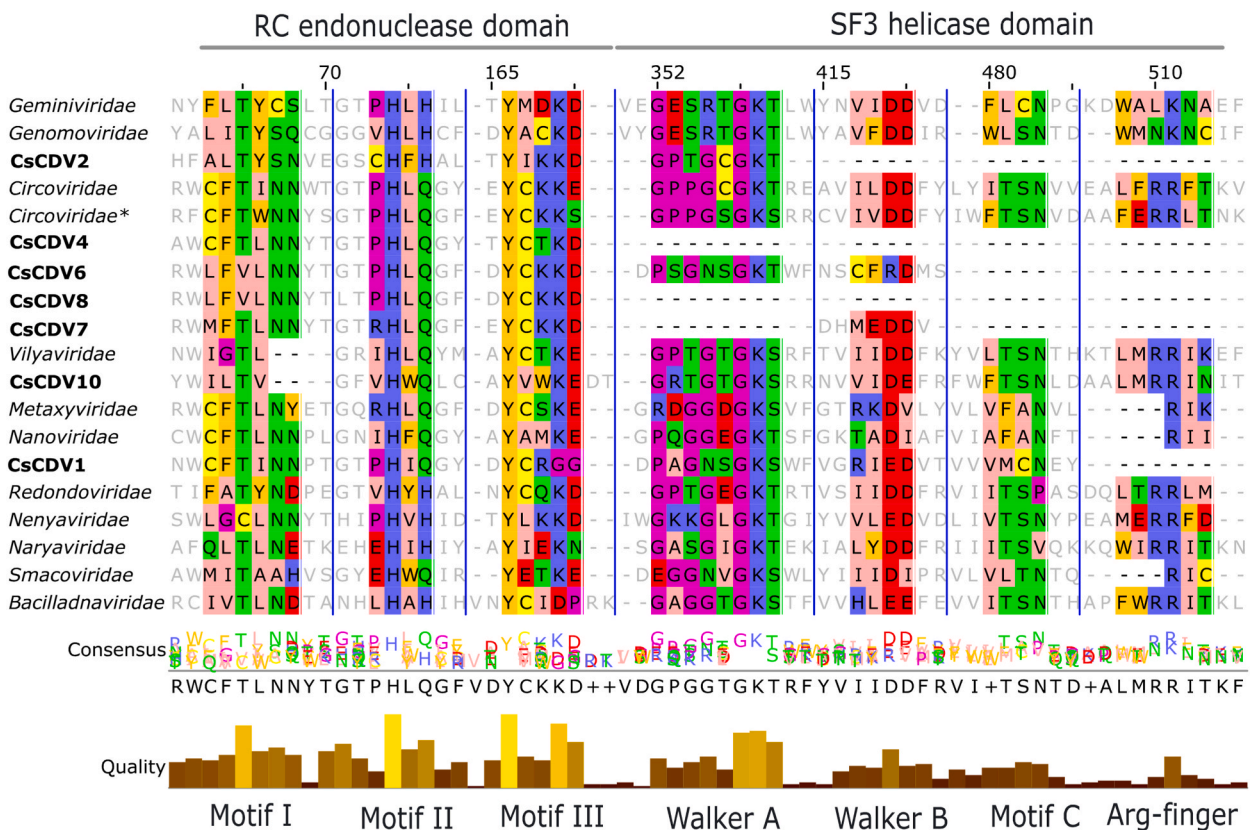 RC endonuclease domain SF3 helicase domain
70 165 352 415 480 510
Geminiviridae NYFLTYCSLTGTPHLHIL-TYMDKD--VEGESRTGKTLWYNVIDDVD--FLCNPGKDWALKNAEF
Genomoviridae YALITYSQCGGGVHLHCF-DYACKD--VYGESRTGKTLWYAVFDDIR--WLSNTD-WMNKNCIF
CsCDV2 HFALTYSNVEGSCHFHAL-TYIKKD----GPTGCGKT----------------------------
Circoviridae RWCFTINNWTGTPHLQGY-EYCKKE----GPPGCGKTREAVILDDFYLYITSNVVEALFRRFTKV
Circoviridae* RFCFTWNNYSGTPHLQGF-EYCKKS----GPPGSGKSRRCVIVDDFYIWFTSNVDAAFERRLTNK
CsCDV4 AWCFTLNNYTGTPHLQGY-TYCTKD----------------------------------------
CsCDV6 RWLFVLNNYTGTPHLQGF-DYCKKD---DPSGNSGKTWFNSCFRDMS------------------
CsCDV8 RWLFVLNNYTLTPHLQGF-DYCKKD----------------------------------------
CsCDV7 RWMFTLNNYTGTRHLQGF-DYCKKD--------------DHMEDDV-------------------
Vilyaviridae NWIGTL----GRIHLQYM-AYCTKE----GPTGTGKSRFTVIIDDFKYVLTSNTHKTLMRRIKEF
CsCDV10 YWILTV----GFVHWQLC-AYVWKEDT--GRTGTGKSRRNVVIDEFRFWFTSNLDAALMRRINIT
Metaxyviridae RWCFTLNYETGQRHLQGF-DYCSKE----GRDGGDGKSVFGTRKDVLYVLVFANVL----RIK--
Nanoviridae CWCFTLNNPLGNIHFQGY-AYAMKE----GPQGGEGKTSFGKTADIAFVIAFANFT----RII--
CsCDV1 NWCFTINNPTGTPHIQGY-DYCRGG---DPAGNSGKSWFVGRIEDVTVVVMCNEY---------
Redondoviridae TIFATYNDPEGTVHYHAL-NYCQKD----GPTGEGKTRTVSIIDDFRVIITSPASDQLTRRLM--
Nenyaviridae SWLGCLNNYTHIPHVHID-TYLKKD--IWGKKGLGKTGIYVVLEDVLDLIVTSNYPEAMERRFD--
Naryaviridae AFQLTLNETKEHEHIHIY-AYIEKN----GASGIGKTEKIALYDDFRLIITSVQKKQWIRRITKN
Smacoviridae AWMITAAHVSGYEHWQIR-YETKE---DEGGNVGKSWLYIIIDIPRVLVLTNTQ----RIC--
Bacilladnaviridae RCIVTLNDTANHLHAHIHVNYCIDPRK--GAGGTGKSFFTVVHLEEFEVVITSNTHAPFWRRITKL
Consensus
RWCFTLNNYTGTPHLQGFVDYCKKD++VDGPGGTGKTRFYVIIDDFRVI+TSNTD+ALMRRITKF
Quality
Motif I Motif II Motif III Walker A Walker B Motif C Arg-finger